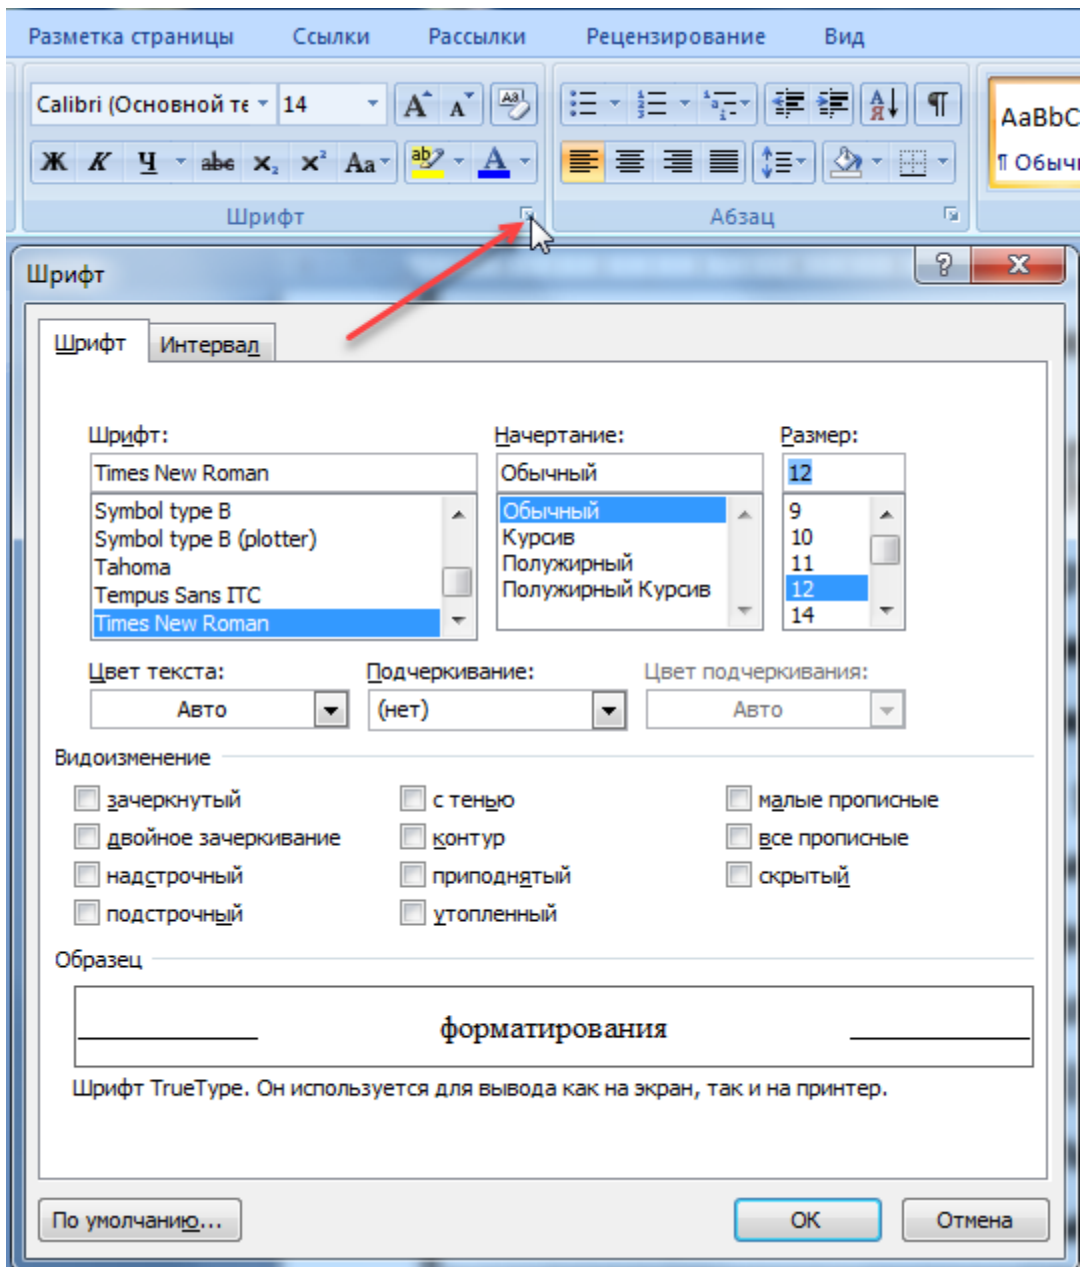 Разметка страницы Ссылки Рассылки Рецензирование Вид
Calibri (Основной те 14 A A Aa
AaBbC
Ж К Ч abc x₂ x² Aa ab A
¶ Обычн
Шрифт Абзац
Шрифт
Шрифт Интервал
Шрифт: Начертание: Размер:
Times New Roman Обычный 12
Symbol type B Обычный 9
Symbol type B (plotter) Курсив 10
Tahoma Полужирный 11
Tempus Sans ITC Полужирный Курсив 12
Times New Roman 14
Цвет текста: Подчеркивание: Цвет подчеркивания:
Авто (нет) Авто
Видоизменение
зачеркнутый с тенью малые прописные
двойное зачеркивание контур все прописные
надстрочный приподнятый скрытый
подстрочный утопленный
Образец
форматирования
Шрифт TrueType. Он используется для вывода как на экран, так и на принтер.
По умолчанию... ОК Отмена